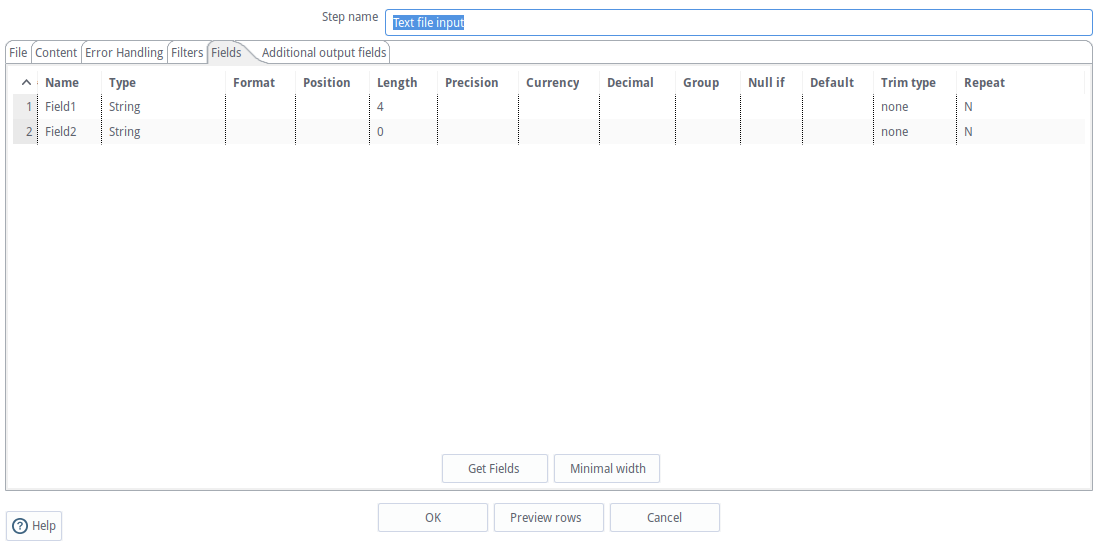 Step name Text file input
File Content Error Handling Filters Fields Additional output fields
Name Type Format Position Length Precision Currency Decimal Group Null if Default Trim type Repeat
1 Field1 String 4 none N
2 Field2 String 0 none N
Get Fields Minimal width
OK Preview rows Cancel
? Help